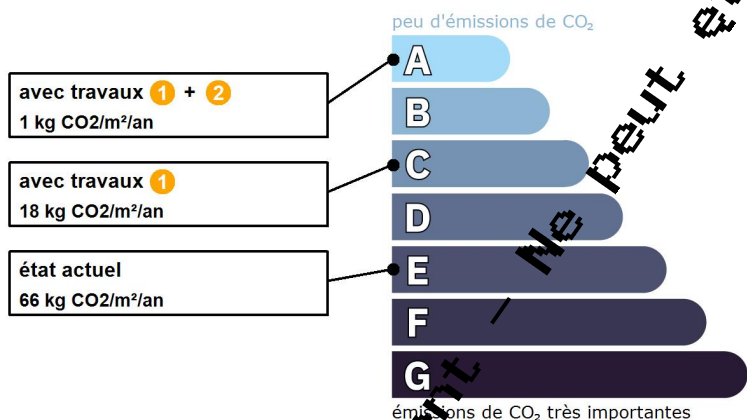 peu d'émissions de CO₂
A
avec travaux 1 + 2
1 kg CO2/m²/an
B
avec travaux 1
18 kg CO2/m²/an
C
D
état actuel
66 kg CO2/m²/an
E
F
G
émissions de CO₂ très importantes
– Ne peut